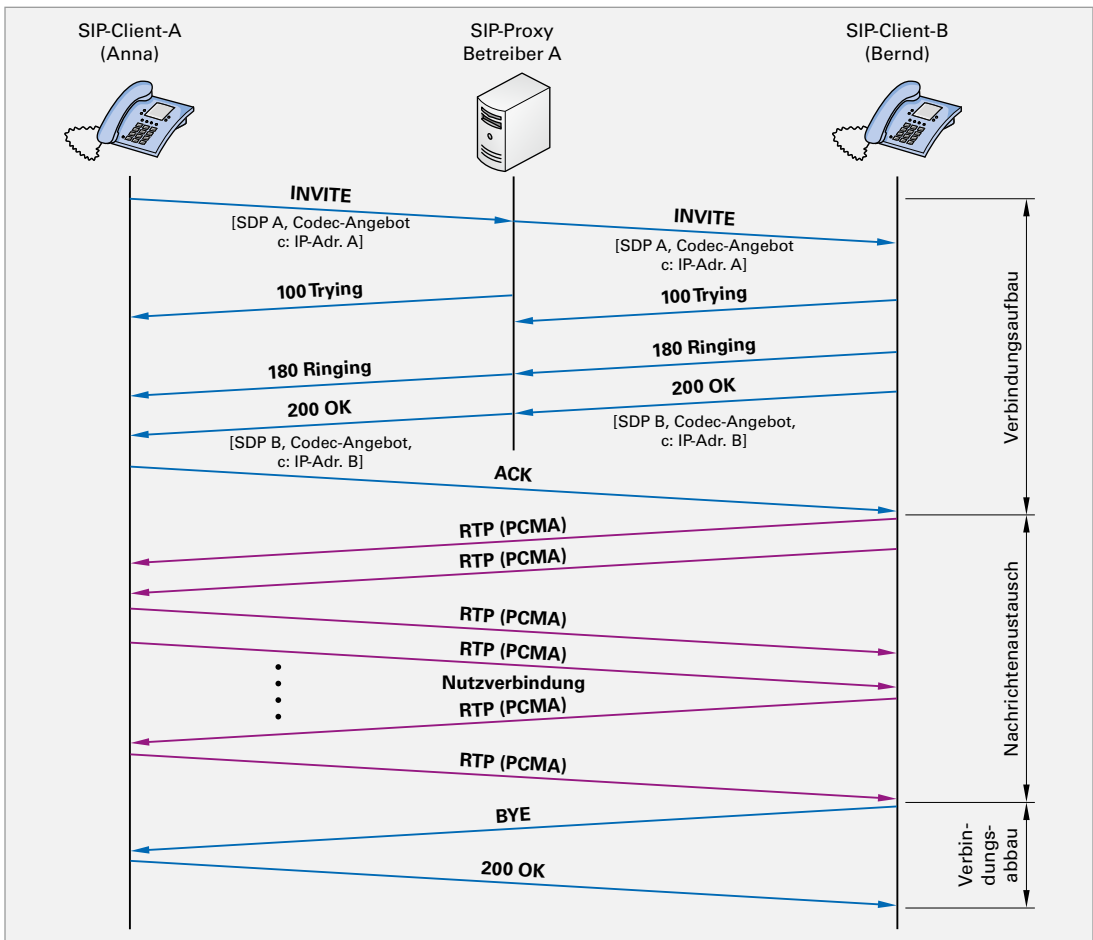 SIP-Client-A
(Anna)
SIP-Proxy
Betreiber A
SIP-Client-B
(Bernd)
INVITE
[SDP A, Codec-Angebot
c: IP-Adr. A]
INVITE
[SDP A, Codec-Angebot
c: IP-Adr. A]
100 Trying
100 Trying
180 Ringing
180 Ringing
200 OK
[SDP B, Codec-Angebot,
c: IP-Adr. B]
200 OK
[SDP B, Codec-Angebot,
c: IP-Adr. B]
ACK
Verbindungsaufbau
RTP (PCMA)
RTP (PCMA)
RTP (PCMA)
RTP (PCMA)
Nutzverbindung
RTP (PCMA)
RTP (PCMA)
Nachrichtenaustausch
BYE
200 OK
Verbin-
dungs-
abbau